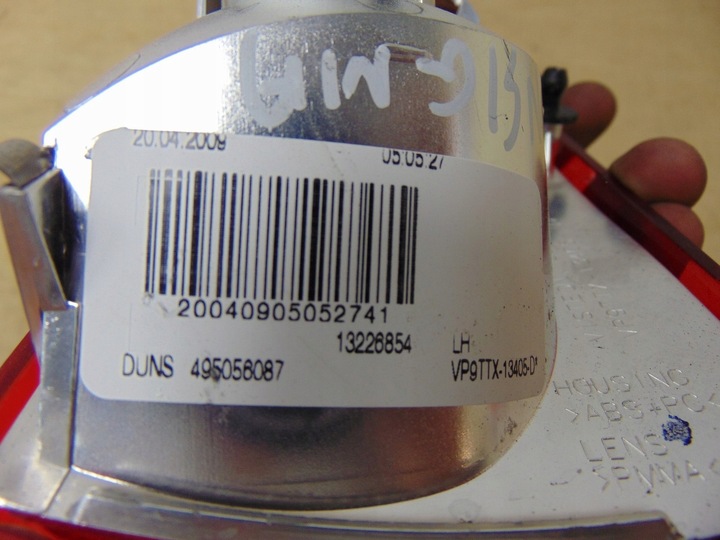 20.04.2009 05:05:27
20040905052741
13226854 LH
DUNS 495056087 VP9TTX-13405-D*
HOUSING
>ABS+PC<
LENS
>PMMA<